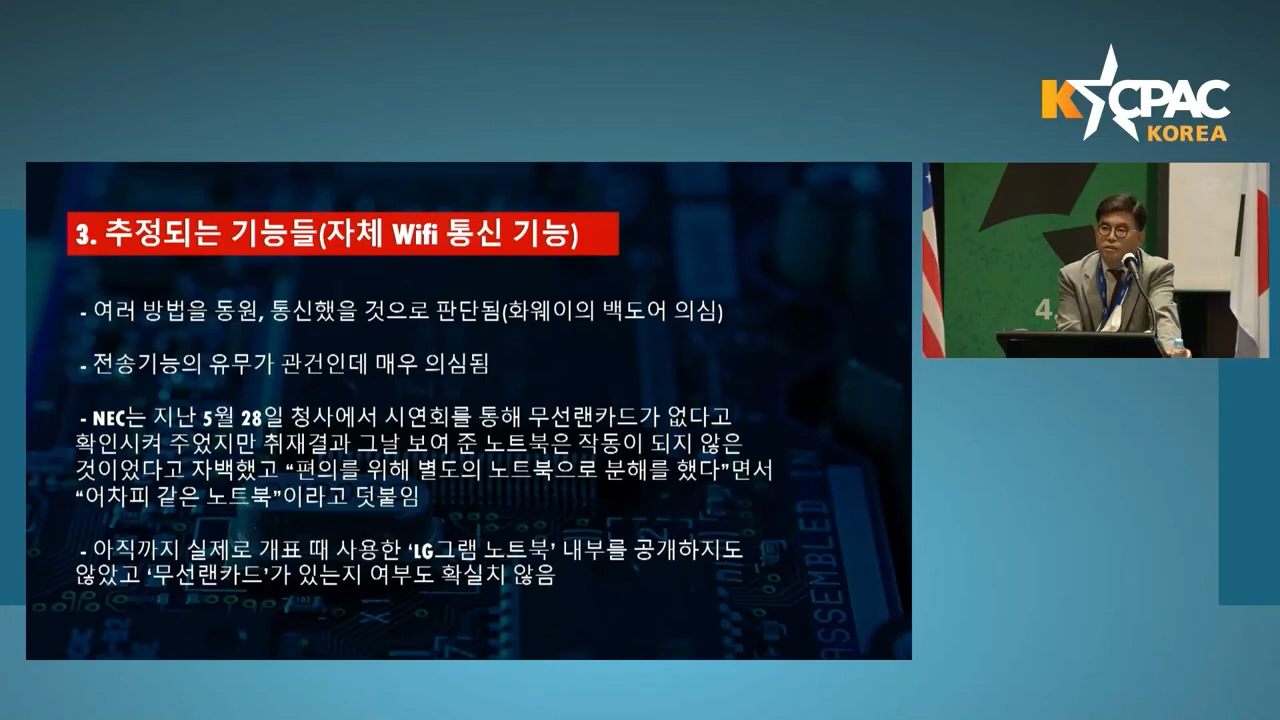 K CPAC
KOREA
3. 추정되는 기능들(자체 Wifi 통신 기능)
- 여러 방법을 동원, 통신했을 것으로 판단됨(화웨이의 백도어 의심)
- 전송기능의 유무가 관건인데 매우 의심됨
- NEC는 지난 5월 28일 청사에서 시연회를 통해 무선랜카드가 없다고
확인시켜 주었지만 취재결과 그날 보여 준 노트북은 작동이 되지 않은
것이었다고 자백했고 “편의를 위해 별도의 노트북으로 분해를 했다”면서
“어차피 같은 노트북”이라고 덧붙임
- 아직까지 실제로 개표 때 사용한 ‘LG그램 노트북’ 내부를 공개하지도
않았고 ‘무선랜카드’가 있는지 여부도 확실치 않음
ASSEMBLED IN
4.